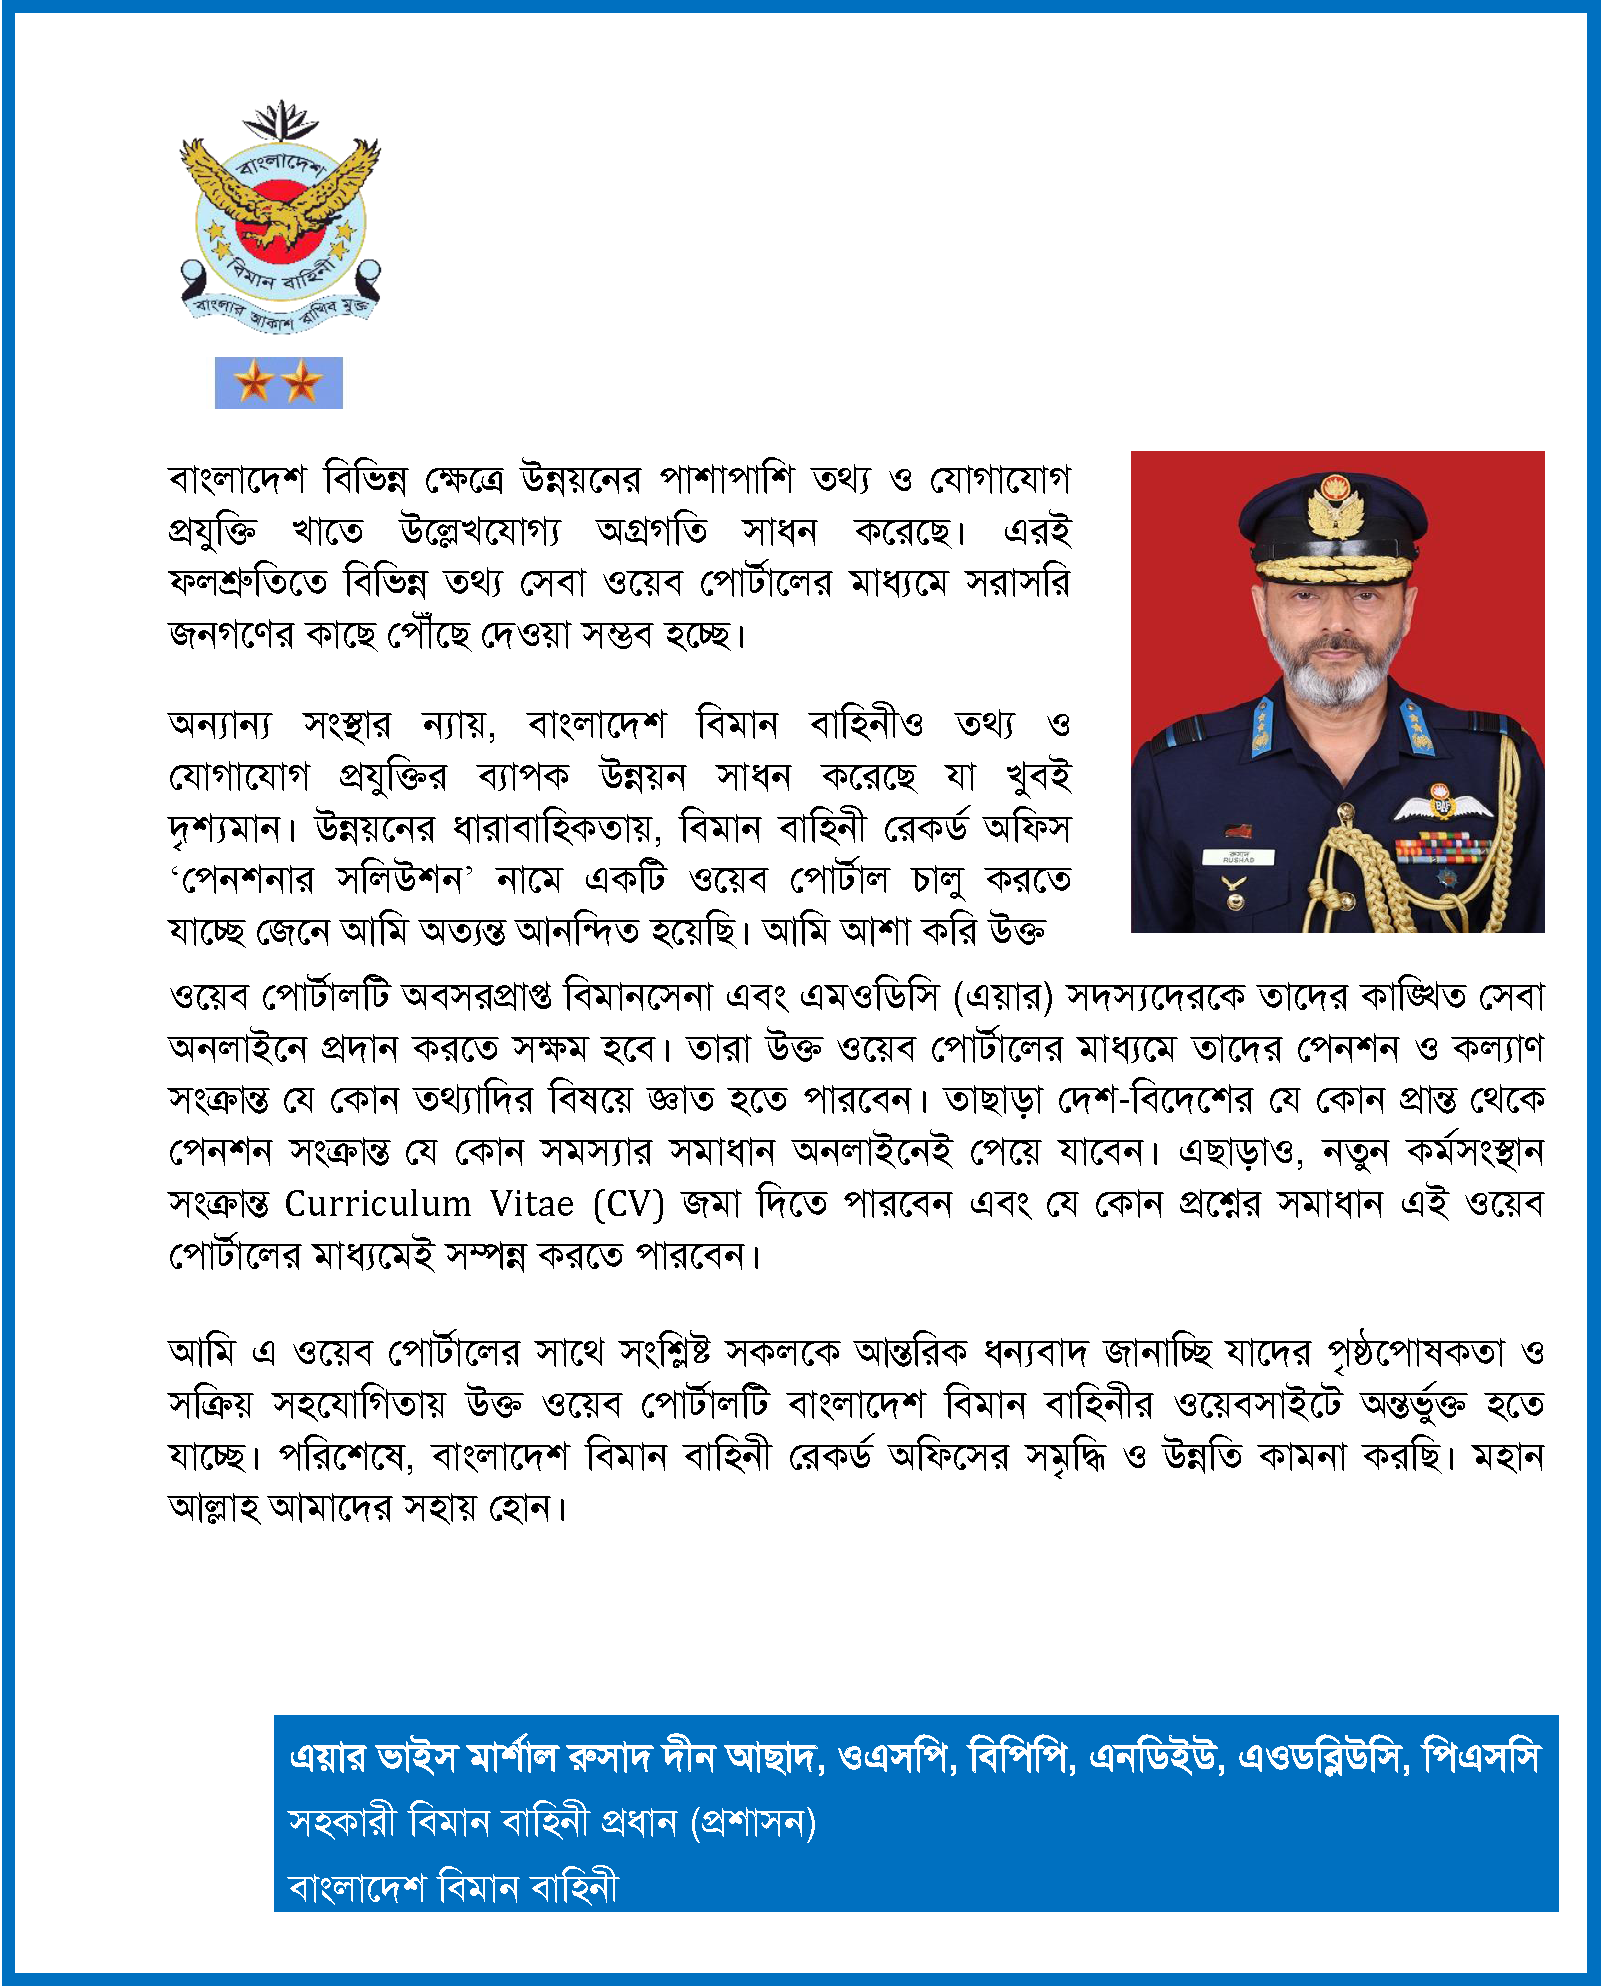 বাংলাদেশ
বিমান বাহিনী
বাংলার আকাশ রাখিব মুক্ত
বাংলাদেশ বিভিন্ন ক্ষেত্রে উন্নয়নের পাশাপাশি তথ্য ও যোগাযোগ
প্রযুক্তি খাতে উল্লেখযোগ্য অগ্রগতি সাধন করেছে। এরই
ফলশ্রুতিতে বিভিন্ন তথ্য সেবা ওয়েব পোর্টালের মাধ্যমে সরাসরি
জনগণের কাছে পৌঁছে দেওয়া সম্ভব হচ্ছে।
অন্যান্য সংস্থার ন্যায়, বাংলাদেশ বিমান বাহিনীও তথ্য ও
যোগাযোগ প্রযুক্তির ব্যাপক উন্নয়ন সাধন করেছে যা খুবই
দৃশ্যমান। উন্নয়নের ধারাবাহিকতায়, বিমান বাহিনী রেকর্ড অফিস
‘পেনশনার সলিউশন’ নামে একটি ওয়েব পোর্টাল চালু করতে
যাচ্ছে জেনে আমি অত্যন্ত আনন্দিত হয়েছি। আমি আশা করি উক্ত
রুসাদ
RUSHAD
BAF
ওয়েব পোর্টালটি অবসরপ্রাপ্ত বিমানসেনা এবং এমওডিসি (এয়ার) সদস্যদেরকে তাদের কাঙ্খিত সেবা
অনলাইনে প্রদান করতে সক্ষম হবে। তারা উক্ত ওয়েব পোর্টালের মাধ্যমে তাদের পেনশন ও কল্যাণ
সংক্রান্ত যে কোন তথ্যাদির বিষয়ে জ্ঞাত হতে পারবেন। তাছাড়া দেশ-বিদেশের যে কোন প্রান্ত থেকে
পেনশন সংক্রান্ত যে কোন সমস্যার সমাধান অনলাইনেই পেয়ে যাবেন। এছাড়াও, নতুন কর্মসংস্থান
সংক্রান্ত Curriculum Vitae (CV) জমা দিতে পারবেন এবং যে কোন প্রশ্নের সমাধান এই ওয়েব
পোর্টালের মাধ্যমেই সম্পন্ন করতে পারবেন।
আমি এ ওয়েব পোর্টালের সাথে সংশ্লিষ্ট সকলকে আন্তরিক ধন্যবাদ জানাচ্ছি যাদের পৃষ্ঠপোষকতা ও
সক্রিয় সহযোগিতায় উক্ত ওয়েব পোর্টালটি বাংলাদেশ বিমান বাহিনীর ওয়েবসাইটে অন্তর্ভুক্ত হতে
যাচ্ছে। পরিশেষে, বাংলাদেশ বিমান বাহিনী রেকর্ড অফিসের সমৃদ্ধি ও উন্নতি কামনা করছি। মহান
আল্লাহ আমাদের সহায় হোন।
এয়ার ভাইস মার্শাল রুসাদ দীন আছাদ, ওএসপি, বিপিপি, এনডিইউ, এওডব্লিউসি, পিএসসি
সহকারী বিমান বাহিনী প্রধান (প্রশাসন)
বাংলাদেশ বিমান বাহিনী